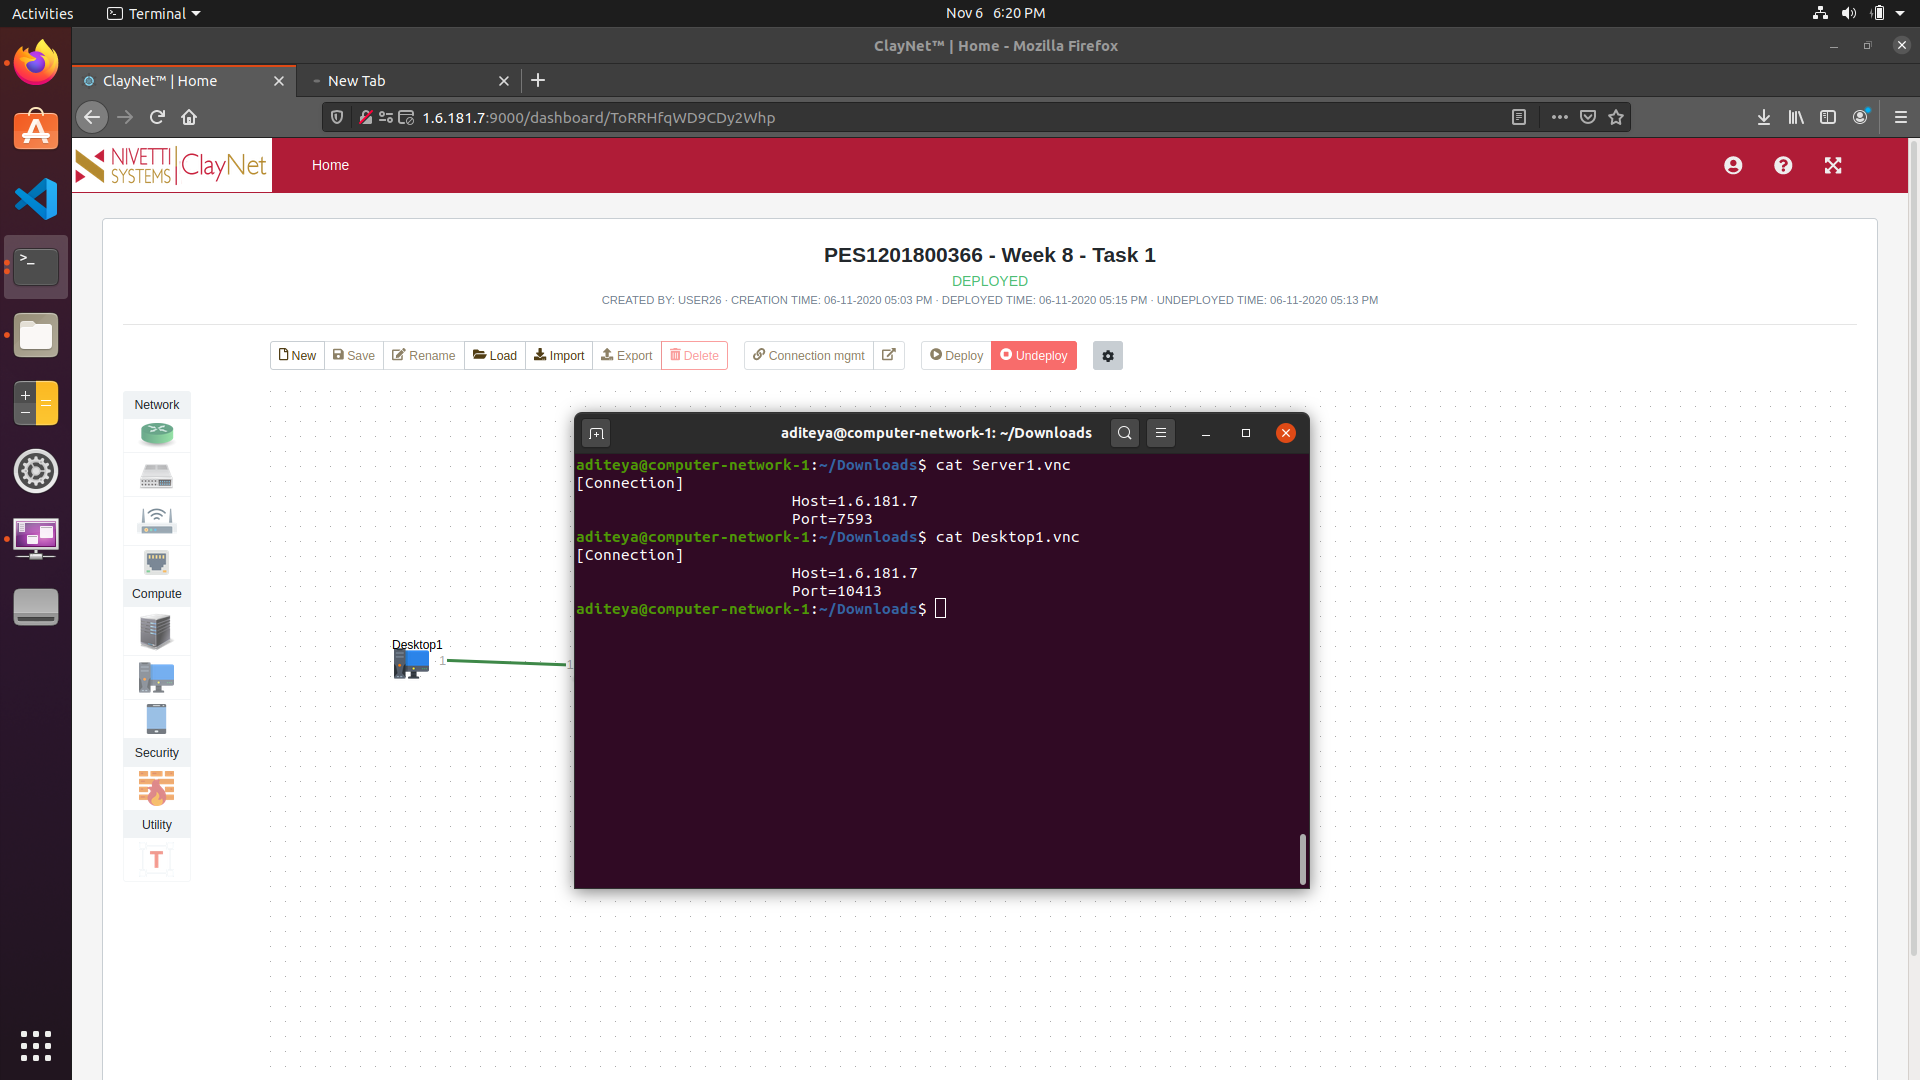 Activities
Terminal
Nov 6 6:20 PM
ClayNet™ | Home - Mozilla Firefox
ClayNet™ | Home
New Tab
1.6.181.7:9000/dashboard/ToRRHfqWD9CDy2Whp
NIVETTI SYSTEMS ClayNet
Home
PES1201800366 - Week 8 - Task 1
DEPLOYED
CREATED BY: USER26 · CREATION TIME: 06-11-2020 05:03 PM · DEPLOYED TIME: 06-11-2020 05:15 PM · UNDEPLOYED TIME: 06-11-2020 05:13 PM
New Save Rename Load Import Export Delete Connection mgmt Deploy Undeploy
Network
Compute
Security
Utility
T
Desktop1
1
1
aditeya@computer-network-1: ~/Downloads
aditeya@computer-network-1:~/Downloads$ cat Server1.vnc
[Connection]
Host=1.6.181.7
Port=7593
aditeya@computer-network-1:~/Downloads$ cat Desktop1.vnc
[Connection]
Host=1.6.181.7
Port=10413
aditeya@computer-network-1:~/Downloads$